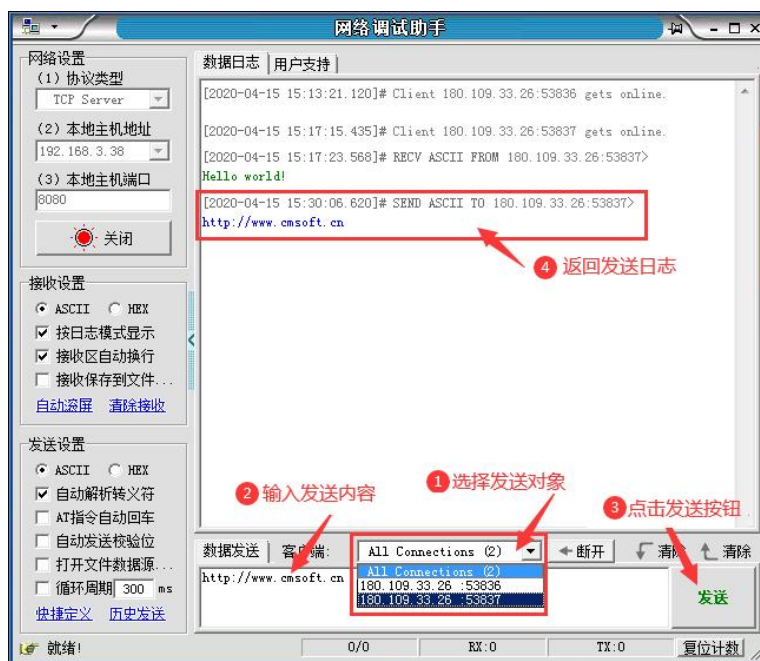 网络调试助手
网络设置
(1) 协议类型
TCP Server
(2) 本地主机地址
192.168.3.38
(3) 本地主机端口
8080
关闭
接收设置
ASCII HEX
按日志模式显示
接收区自动换行
接收保存到文件...
自动滚屏 清除接收
发送设置
ASCII HEX
自动解析转义符
AT指令自动回车
自动发送校验位
打开文件数据源...
循环周期 300 ms
快捷定义 历史发送
数据日志 用户支持
[2020-04-15 15:13:21.120]# Client 180.109.33.26:53836 gets online.
[2020-04-15 15:17:15.435]# Client 180.109.33.26:53837 gets online.
[2020-04-15 15:17:23.568]# RECV ASCII FROM 180.109.33.26:53837>
Hello world!
[2020-04-15 15:30:06.620]# SEND ASCII TO 180.109.33.26:53837>
http://www.cmsoft.cn
4 返回发送日志
2 输入发送内容
1 选择发送对象
3 点击发送按钮
数据发送 客户端: All Connections (2) 断开 清除 清除
http://www.cmsoft.cn
All Connections (2)
180.109.33.26 :53836
180.109.33.26 :53837
发送
就绪! 0/0 RX:0 TX:0 复位计数